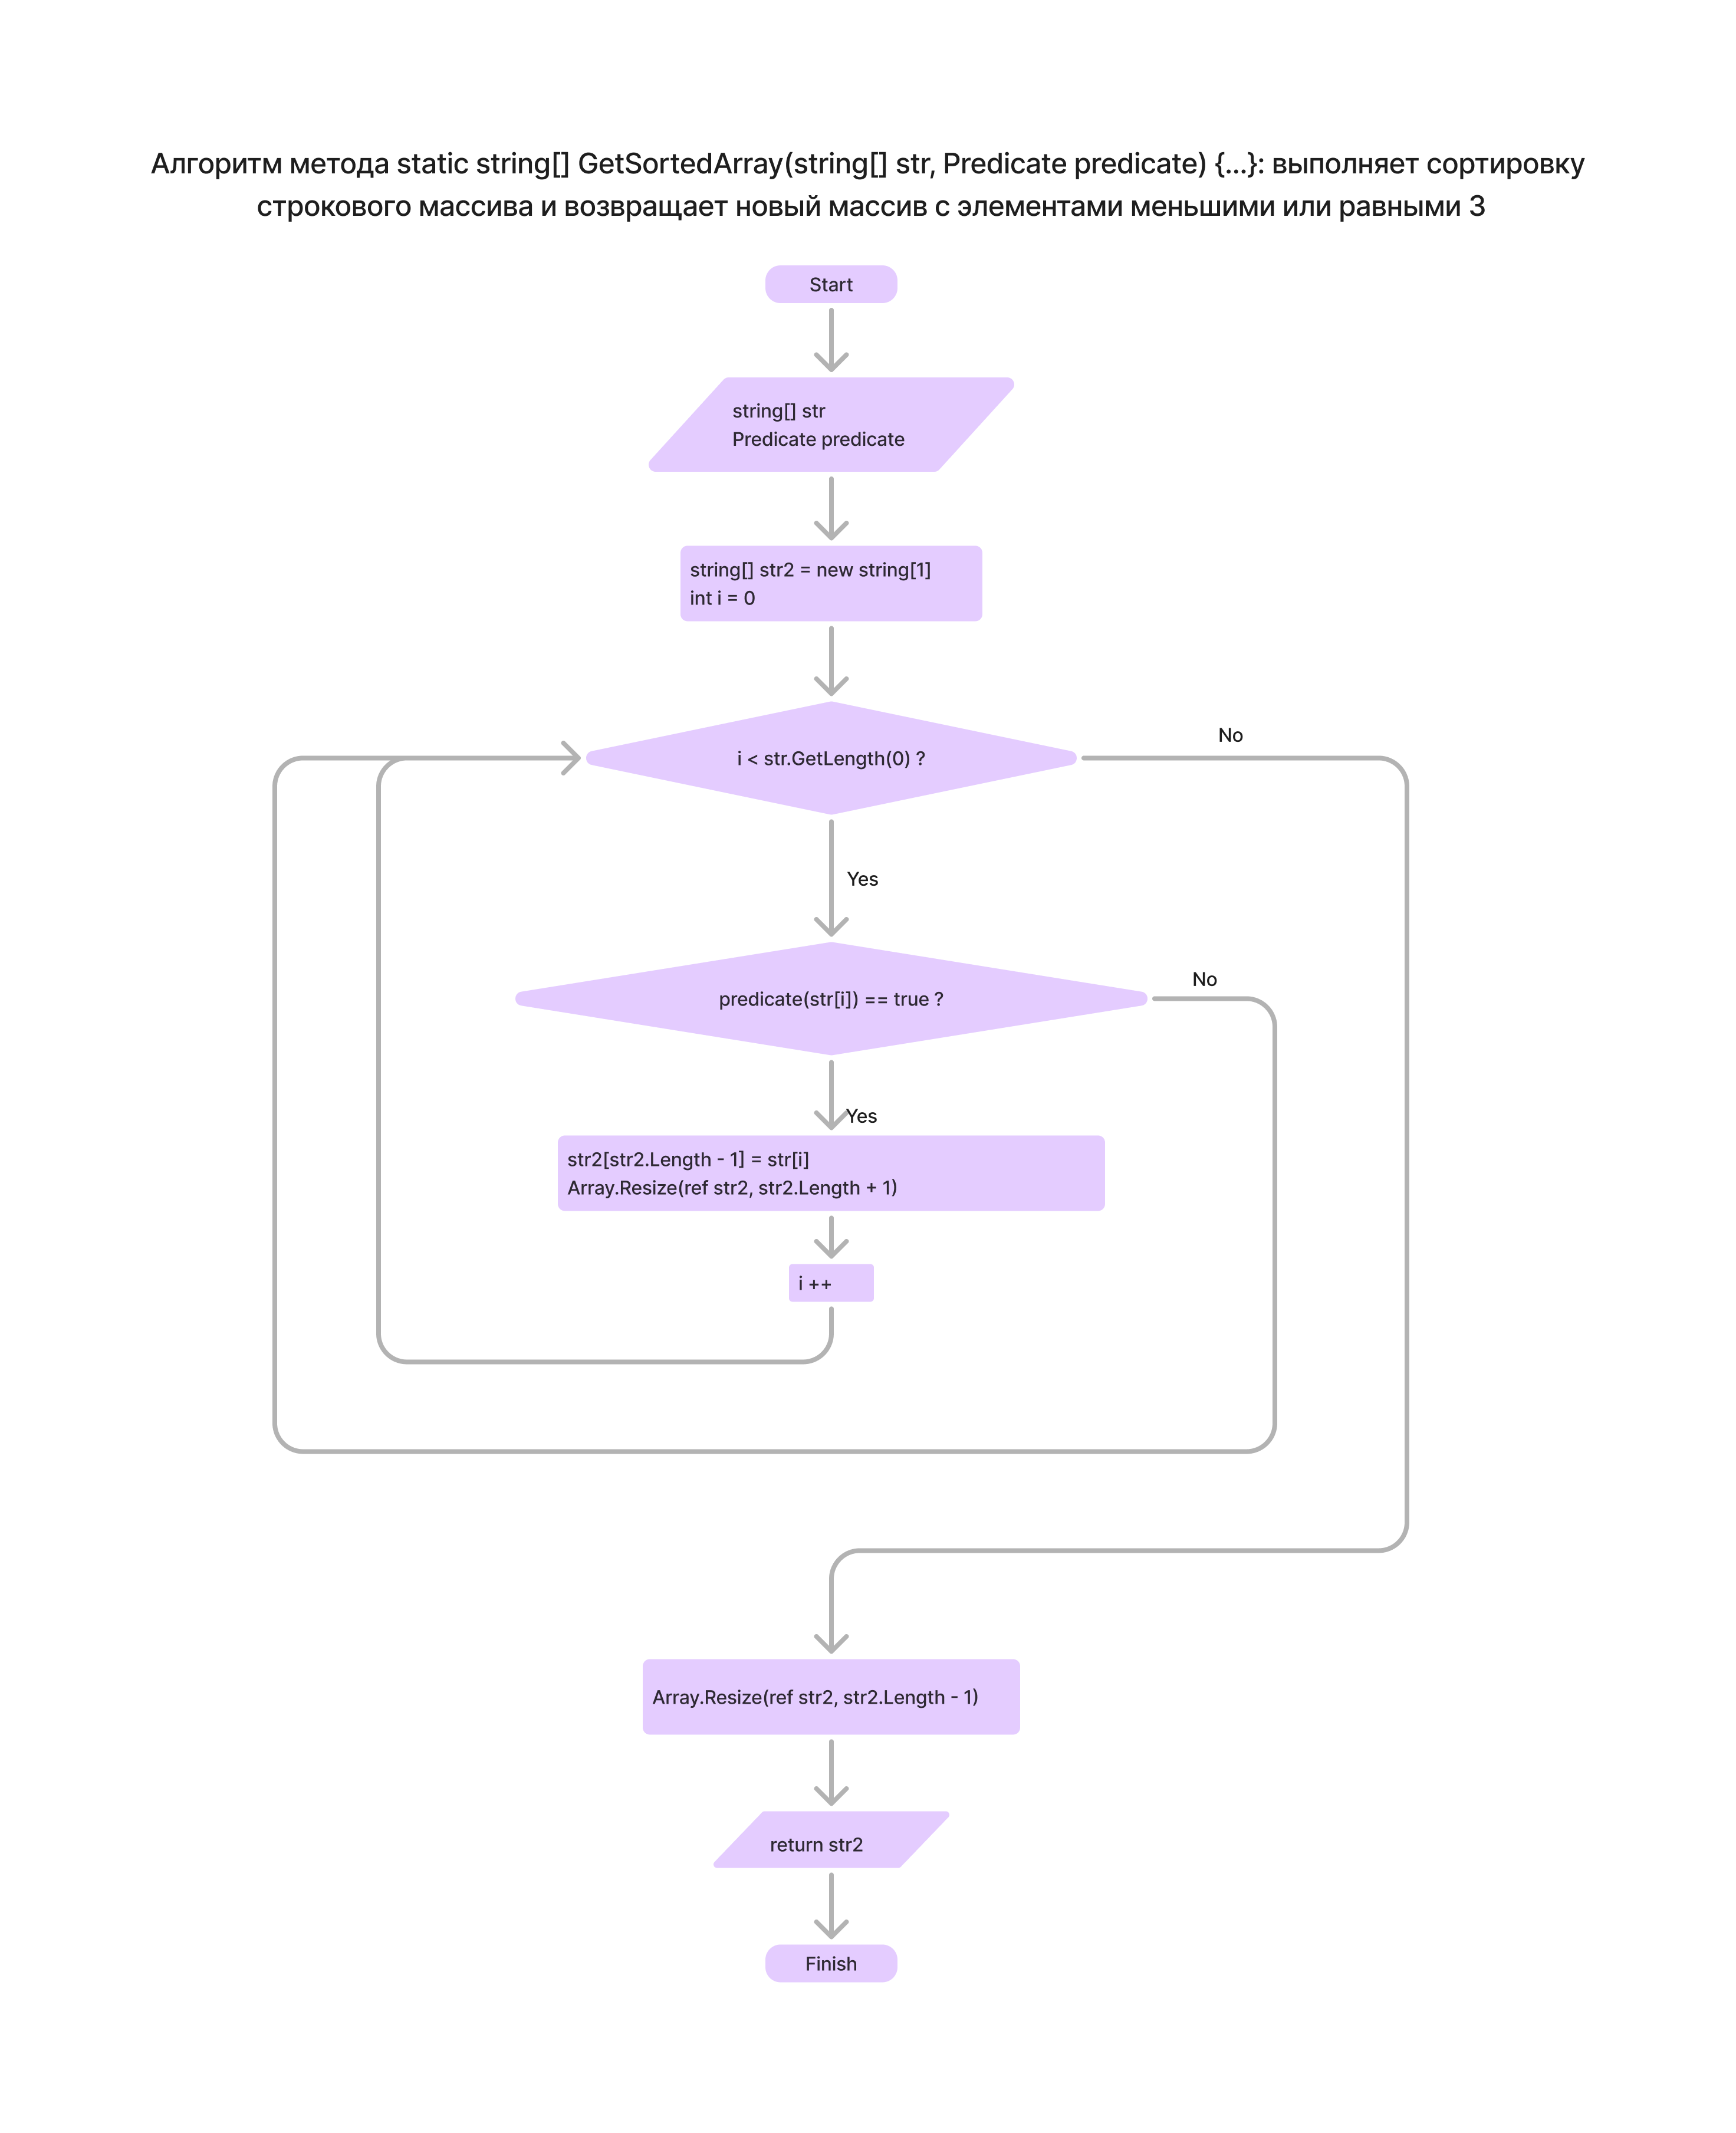 Алгоритм метода static string[] GetSortedArray(string[] str, Predicate predicate) {...}: выполняет сортировку
строкового массива и возвращает новый массив с элементами меньшими или равными 3
Start
string[] str
Predicate predicate
string[] str2 = new string[1]
int i = 0
i < str.GetLength(0) ?
No
Yes
predicate(str[i]) == true ?
No
Yes
str2[str2.Length - 1] = str[i]
Array.Resize(ref str2, str2.Length + 1)
i ++
Array.Resize(ref str2, str2.Length - 1)
return str2
Finish